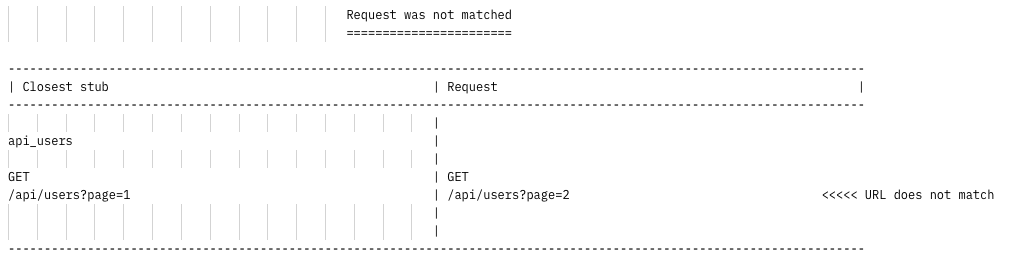 Request was not matched
=======================
-----------------------------------------------------------------------------------------------------------------------
| Closest stub                                             | Request                                                  |
-----------------------------------------------------------------------------------------------------------------------
                                                           |
api_users                                                  |
                                                           |
GET                                                        | GET
/api/users?page=1                                          | /api/users?page=2                                   <<<<< URL does not match
                                                           |
                                                           |
-----------------------------------------------------------------------------------------------------------------------